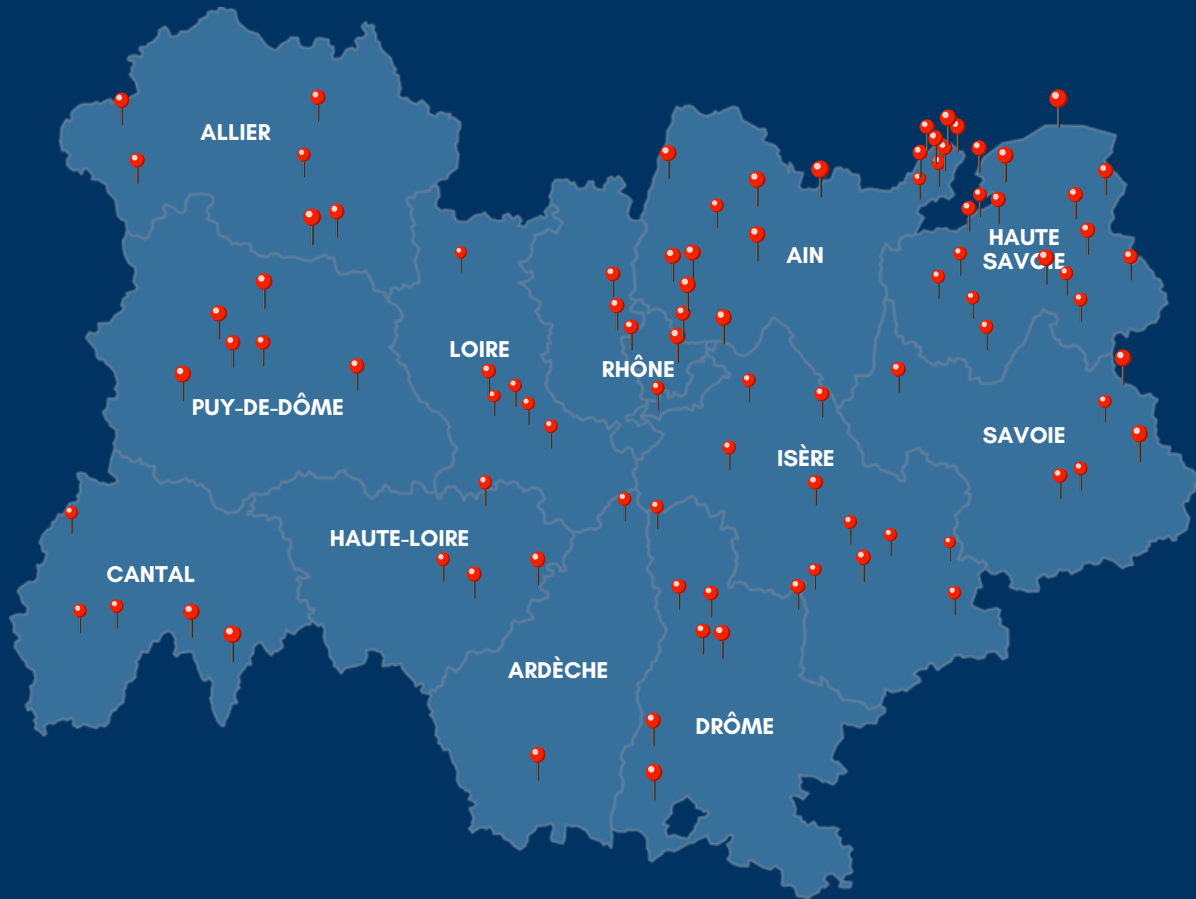 ALLIER
HAUTE
SAVOIE
AIN
LOIRE
RHÔNE
PUY-DE-DÔME
SAVOIE
ISÈRE
HAUTE-LOIRE
CANTAL
ARDÈCHE
DRÔME